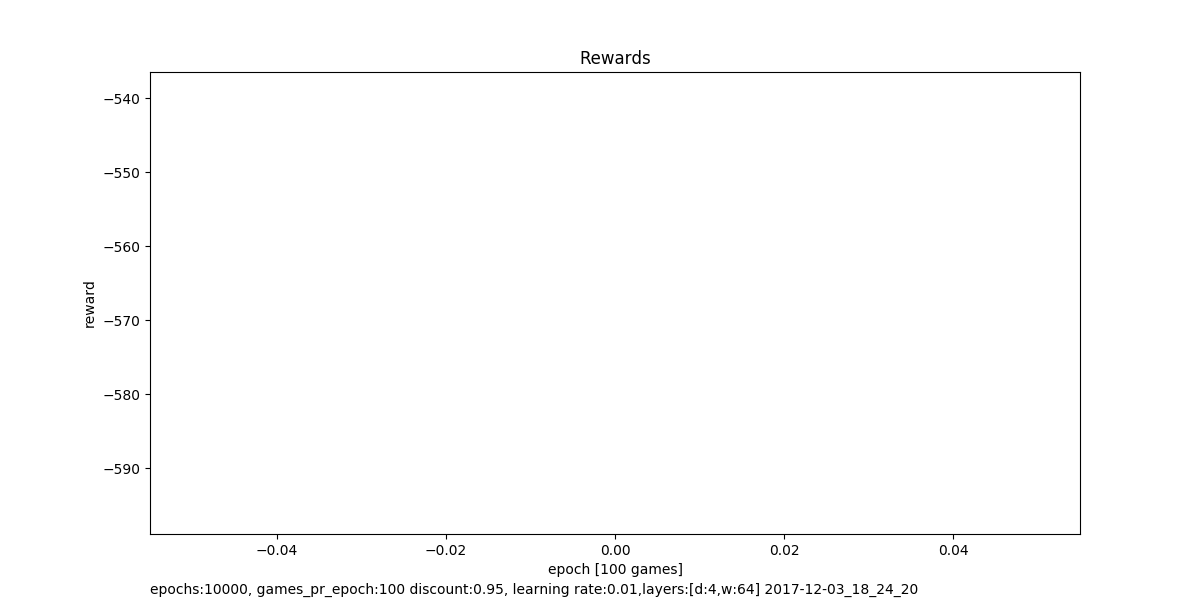 Rewards
−540
−550
−560
−570
−580
−590
reward
−0.04 −0.02 0.00 0.02 0.04
epoch [100 games]
epochs:10000, games_pr_epoch:100 discount:0.95, learning rate:0.01,layers:[d:4,w:64] 2017-12-03_18_24_20